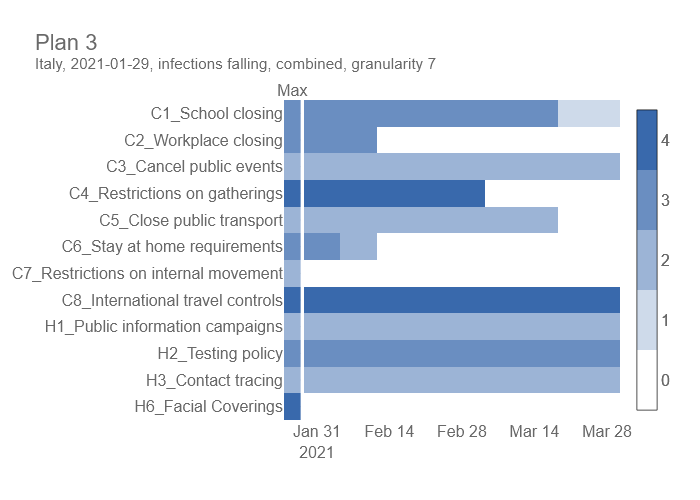 Plan 3
Italy, 2021-01-29, infections falling, combined, granularity 7
Max
C1_School closing
C2_Workplace closing
C3_Cancel public events
C4_Restrictions on gatherings
C5_Close public transport
C6_Stay at home requirements
C7_Restrictions on internal movement
C8_International travel controls
H1_Public information campaigns
H2_Testing policy
H3_Contact tracing
H6_Facial Coverings
Jan 31 Feb 14 Feb 28 Mar 14 Mar 28
2021
4
3
2
1
0